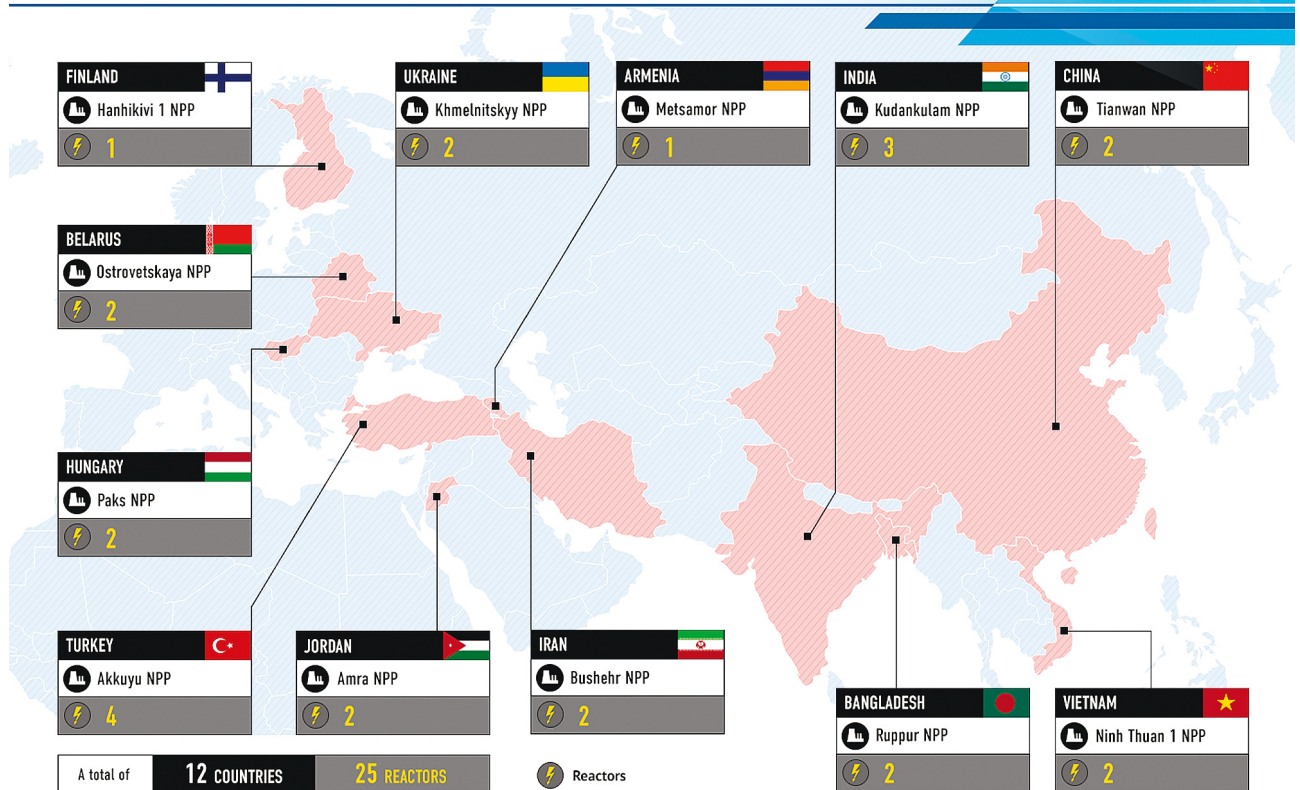 FINLAND
Hanhikivi 1 NPP
1
UKRAINE
Khmelnitskyy NPP
2
ARMENIA
Metsamor NPP
1
INDIA
Kudankulam NPP
3
CHINA
Tianwan NPP
2
BELARUS
Ostrovetskaya NPP
2
HUNGARY
Paks NPP
2
TURKEY
Akkuyu NPP
4
JORDAN
Amra NPP
2
IRAN
Bushehr NPP
2
BANGLADESH
Ruppur NPP
2
VIETNAM
Ninh Thuan 1 NPP
2
A total of 12 COUNTRIES 25 REACTORS
Reactors